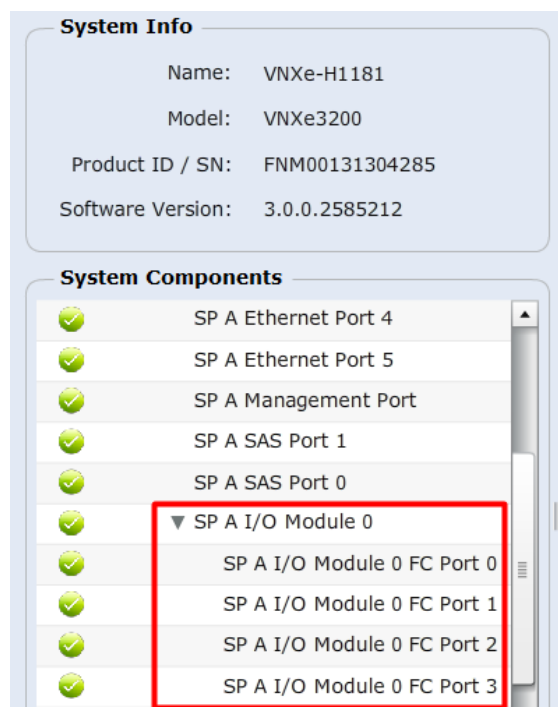 System Info
Name: VNXe-H1181
Model: VNXe3200
Product ID / SN: FNM00131304285
Software Version: 3.0.0.2585212
System Components
SP A Ethernet Port 4
SP A Ethernet Port 5
SP A Management Port
SP A SAS Port 1
SP A SAS Port 0
SP A I/O Module 0
SP A I/O Module 0 FC Port 0
SP A I/O Module 0 FC Port 1
SP A I/O Module 0 FC Port 2
SP A I/O Module 0 FC Port 3